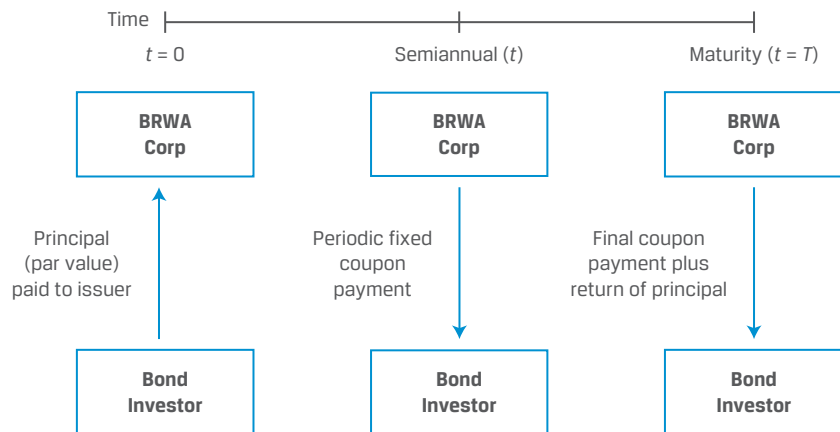 Time
t = 0
Semiannual (t)
Maturity (t = T)
BRWA
Corp
BRWA
Corp
BRWA
Corp
Principal
(par value)
paid to issuer
Periodic fixed
coupon
payment
Final coupon
payment plus
return of principal
Bond
Investor
Bond
Investor
Bond
Investor